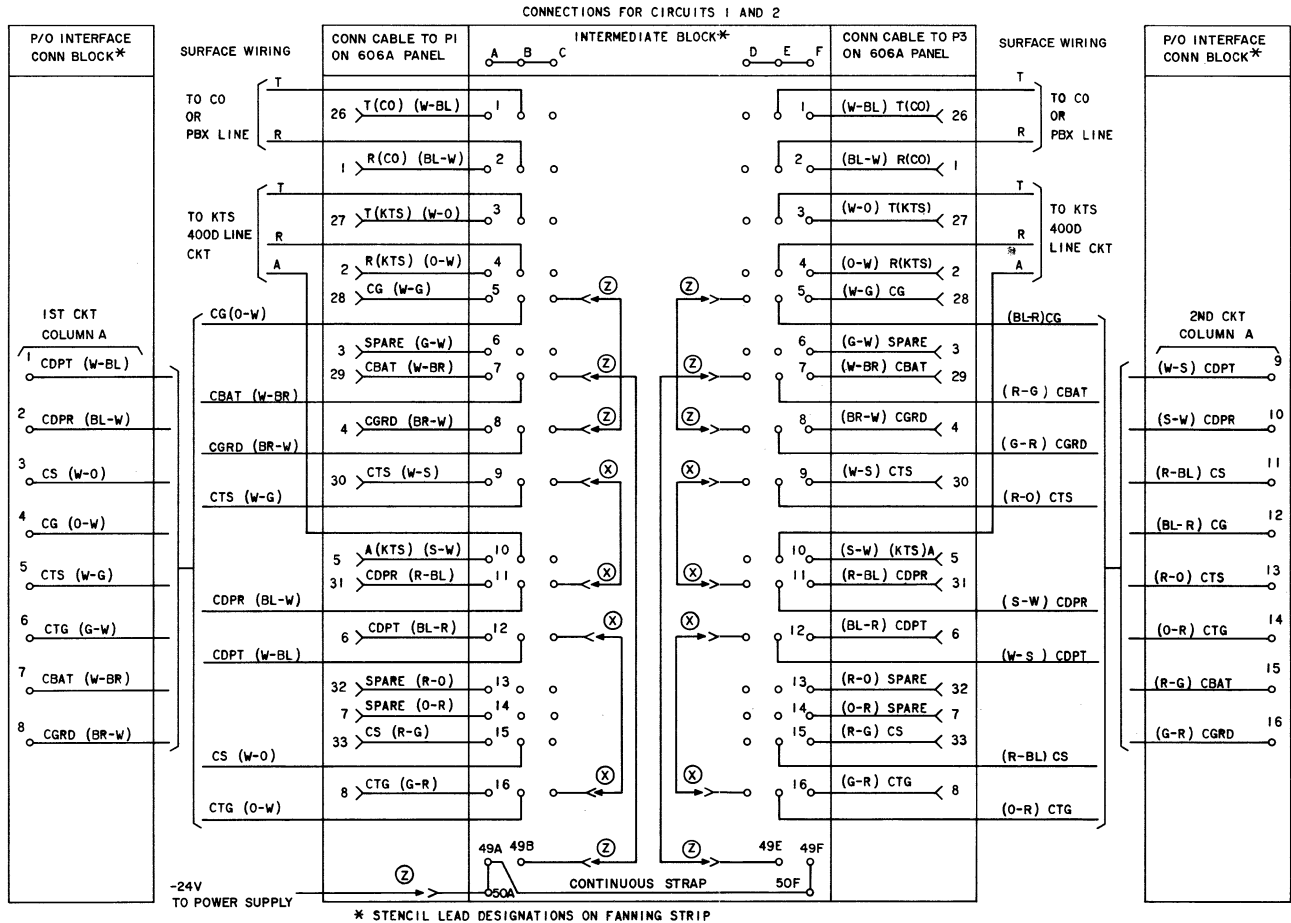 CONNECTIONS FOR CIRCUITS 1 AND 2
P/O INTERFACE
CONN BLOCK*
SURFACE WIRING
CONN CABLE TO P1
ON 606A PANEL
INTERMEDIATE BLOCK*
A B C
D E F
CONN CABLE TO P3
ON 606A PANEL
SURFACE WIRING
P/O INTERFACE
CONN BLOCK*
T
TO CO
OR
PBX LINE
R
26 T(CO) (W-BL) 1
1 (W-BL) T(CO) 26
T
TO CO
OR
PBX LINE
R
1 R(CO) (BL-W) 2
2 (BL-W) R(CO) 1
T
TO KTS
400D LINE
CKT
R
A
27 T(KTS) (W-O) 3
3 (W-O) T(KTS) 27
T
TO KTS
400D
LINE CKT
R
A
2 R(KTS) (O-W) 4
4 (O-W) R(KTS) 2
28 CG (W-G) 5
Z Z
5 (W-G) CG 28
CG(O-W)
(BL-R)CG
1ST CKT
COLUMN A
2ND CKT
COLUMN A
3 SPARE (G-W) 6
6 (G-W) SPARE 3
1 CDPT (W-BL)
29 CBAT (W-BR) 7
Z Z
7 (W-BR) CBAT 29
(W-S) CDPT 9
CBAT (W-BR)
(R-G) CBAT
2 CDPR (BL-W)
4 CGRD (BR-W) 8
Z Z
8 (BR-W) CGRD 4
(S-W) CDPR 10
CGRD (BR-W)
(G-R) CGRD
3 CS (W-O)
30 CTS (W-S) 9
X X
9 (W-S) CTS 30
(R-BL) CS 11
CTS (W-G)
(R-O) CTS
4 CG (O-W)
(BL-R) CG 12
5 A(KTS) (S-W) 10
10 (S-W) (KTS)A 5
5 CTS (W-G)
31 CDPR (R-BL) 11
X X
11 (R-BL) CDPR 31
(R-O) CTS 13
CDPR (BL-W)
(S-W) CDPR
6 CTG (G-W)
6 CDPT (BL-R) 12
X X
12 (BL-R) CDPT 6
(O-R) CTG 14
CDPT (W-BL)
(W-S) CDPT
7 CBAT (W-BR)
32 SPARE (R-O) 13
13 (R-O) SPARE 32
(R-G) CBAT 15
7 SPARE (O-R) 14
14 (O-R) SPARE 7
8 CGRD (BR-W)
33 CS (R-G) 15
15 (R-G) CS 33
(G-R) CGRD 16
CS (W-O)
(R-BL) CS
8 CTG (G-R) 16
X X
16 (G-R) CTG 8
CTG (O-W)
(O-R) CTG
49A 49B Z Z 49E 49F
-24V
TO POWER SUPPLY
Z
50A CONTINUOUS STRAP 50F
* STENCIL LEAD DESIGNATIONS ON FANNING STRIP